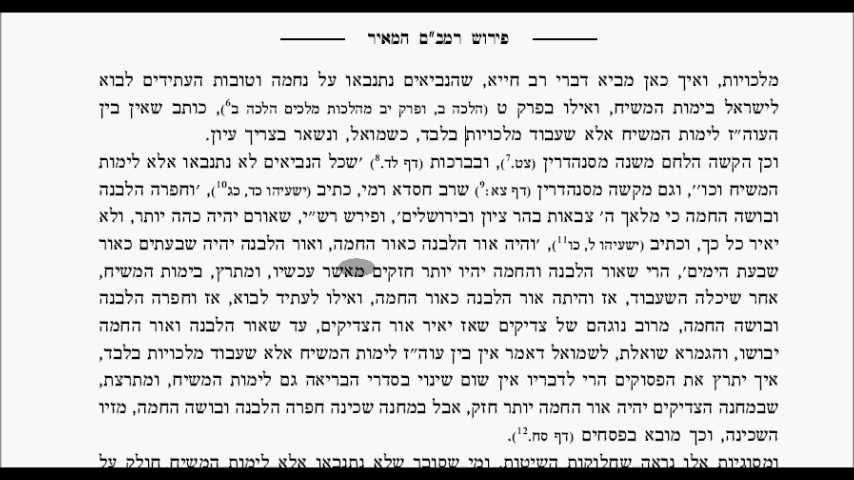 פירוש רמב"ם המאיר
מלכויות, ואיך כאן מביא דברי רב חייא, שהנביאים נתנבאו על נחמה וטובות העתידים לבוא
לישראל בימות המשיח, ואילו בפרק ט (הלכה ב, ופרק יב מהלכות מלכים הלכה ב6), כותב שאין בין
העוה"ז לימות המשיח אלא שעבוד מלכויות בלבד, כשמואל, ונשאר בצריך עיון.
וכן הקשה הלחם משנה מסנהדרין (צט.7), ובברכות (דף לד.8) 'שכל הנביאים לא נתנבאו אלא לימות
המשיח וכו'', וגם מקשה מסנהדרין (דף צא:9) שרב חסדא רמי, כתיב (ישעיהו כד, כג10), 'וחפרה הלבנה
ובושה החמה כי מלאך ה' צבאות בהר ציון ובירושלים', ופירש רש"י, שאורם יהיה כהה יותר, ולא
יאיר כל כך, וכתיב (ישעיהו ל, כו11), 'והיה אור הלבנה כאור החמה, ואור הלבנה יהיה שבעתים כאור
שבעת הימים', הרי שאור הלבנה והחמה יהיו יותר חזקים מאשר עכשיו, ומתרץ, בימות המשיח,
אחר שיכלה השעבוד, אז והיתה אור הלבנה כאור החמה, ואילו לעתיד לבוא, אז וחפרה הלבנה
ובושה החמה, מרוב נוגהם של צדיקים שאז יאיר אור הצדיקים, עד שאור הלבנה ואור החמה
יבושו, והגמרא שואלת, לשמואל דאמר אין בין עוה"ז לימות המשיח אלא שעבוד מלכויות בלבד,
איך יתרץ את הפסוקים הרי לדבריו אין שום שינוי בסדרי הבריאה גם לימות המשיח, ומתרצת,
שבמחנה הצדיקים יהיה אור החמה יותר חזק, אבל במחנה שכינה חפרה הלבנה ובושה החמה, מזיו
השכינה, וכך מובא בפסחים (דף סח.12).
ומסוגיות אלו נראה שחלוקות השיטות, ומי שסובר שלא נתנבאו אלא לימות המשיח חולק על